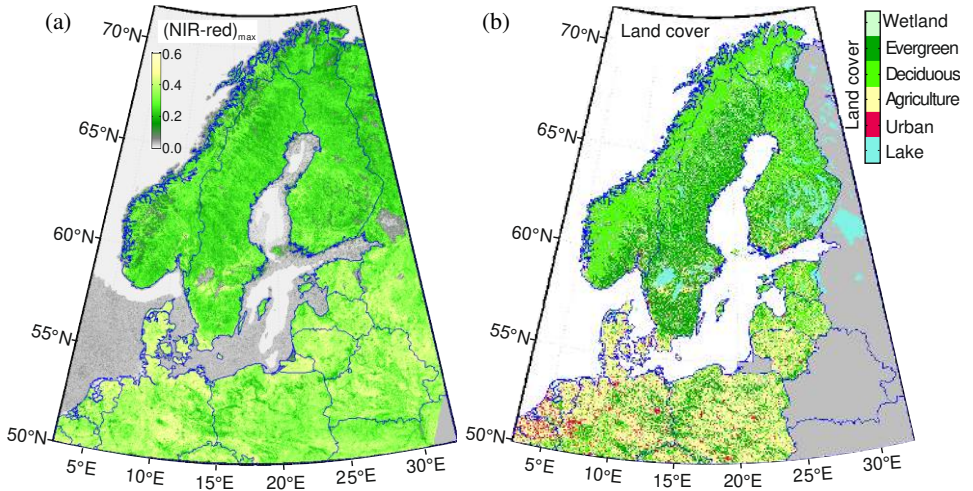 (a)
(NIR-red)max
0.6
0.4
0.2
0.0
70°N
65°N
60°N
55°N
50°N
5°E
10°E
15°E
20°E
25°E
30°E
(b)
Land cover
70°N
65°N
60°N
55°N
50°N
5°E
10°E
15°E
20°E
25°E
30°E
Land cover
Wetland
Evergreen
Deciduous
Agriculture
Urban
Lake